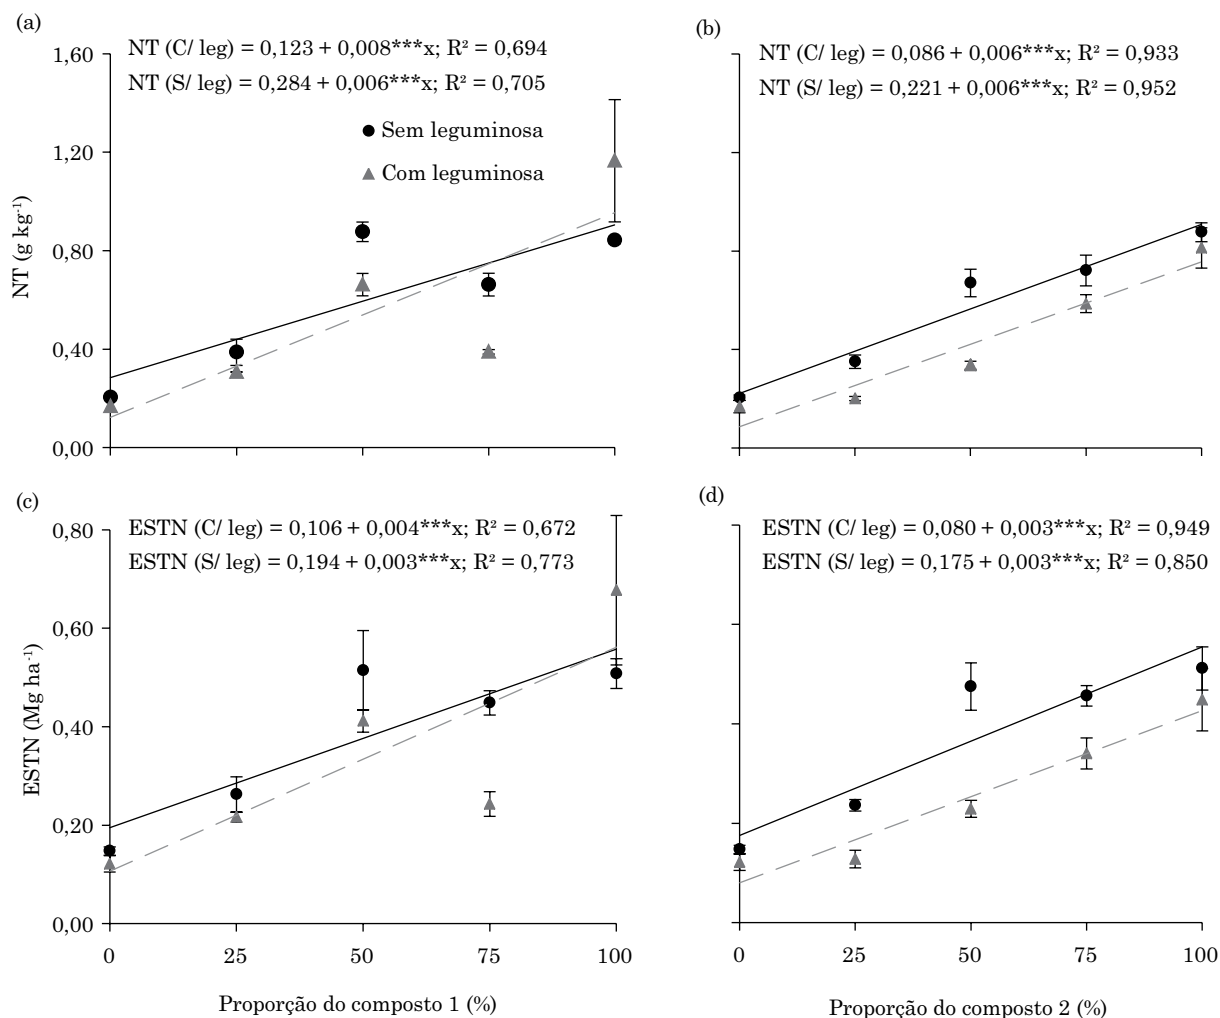 (a)
NT (C/ leg) = 0,123 + 0,008***x; R² = 0,694
NT (S/ leg) = 0,284 + 0,006***x; R² = 0,705
Sem leguminosa
Com leguminosa
1,60
1,20
0,80
0,40
0,00
NT (g kg⁻¹)
(b)
NT (C/ leg) = 0,086 + 0,006***x; R² = 0,933
NT (S/ leg) = 0,221 + 0,006***x; R² = 0,952
(c)
ESTN (C/ leg) = 0,106 + 0,004***x; R² = 0,672
ESTN (S/ leg) = 0,194 + 0,003***x; R² = 0,773
0,80
0,60
0,40
0,20
0,00
ESTN (Mg ha⁻¹)
0 25 50 75 100
Proporção do composto 1 (%)
(d)
ESTN (C/ leg) = 0,080 + 0,003***x; R² = 0,949
ESTN (S/ leg) = 0,175 + 0,003***x; R² = 0,850
0 25 50 75 100
Proporção do composto 2 (%)